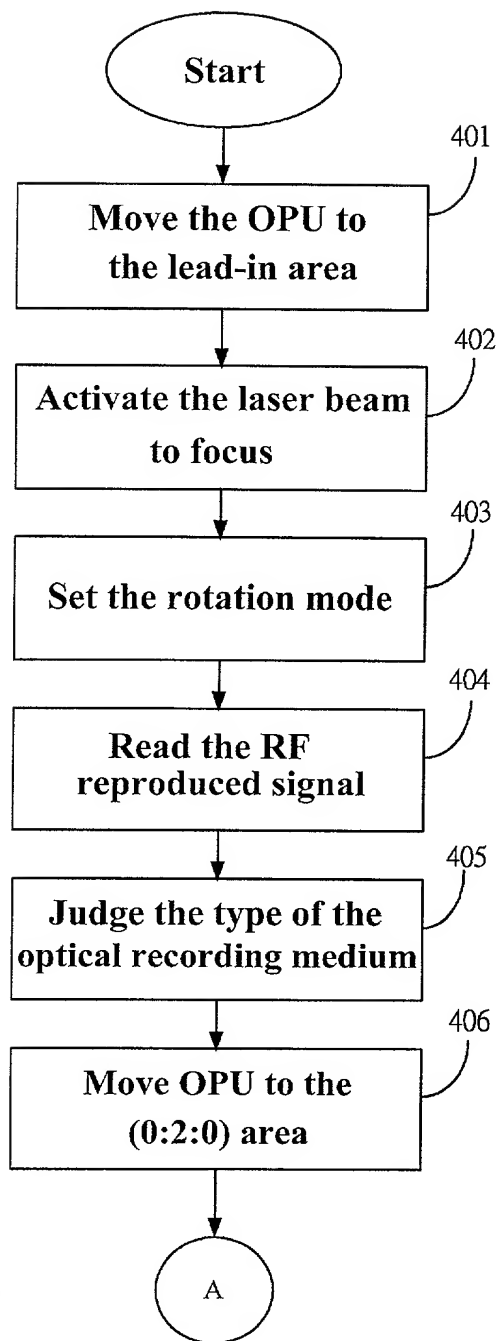 Start
401
Move the OPU to
the lead-in area
402
Activate the laser beam
to focus
403
Set the rotation mode
404
Read the RF
reproduced signal
405
Judge the type of the
optical recording medium
406
Move OPU to the
(0:2:0) area
A